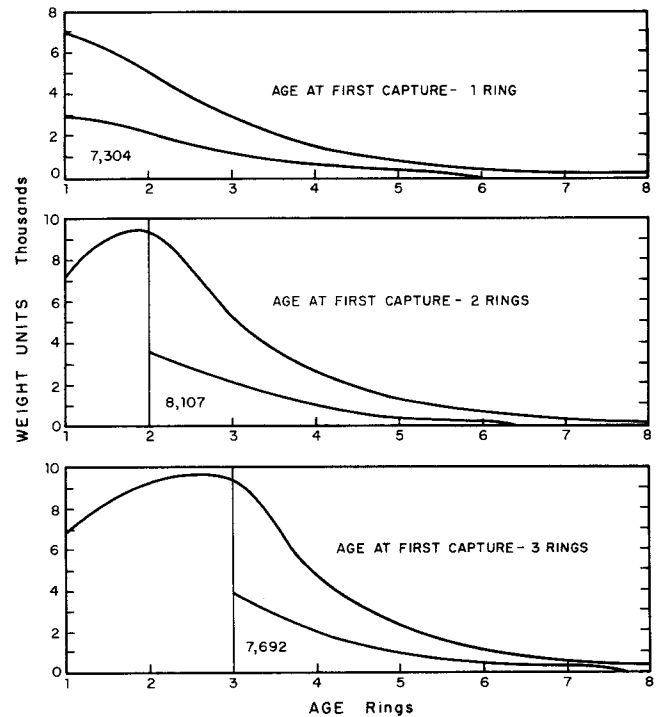 WEIGHT UNITS Thousands
8
6
4
2
0
AGE AT FIRST CAPTURE- 1 RING
7,304
1 2 3 4 5 6 7 8
10
8
6
4
2
0
AGE AT FIRST CAPTURE- 2 RINGS
8,107
1 2 3 4 5 6 7 8
10
8
6
4
2
0
AGE AT FIRST CAPTURE-3 RINGS
7,692
1 2 3 4 5 6 7 8
AGE Rings